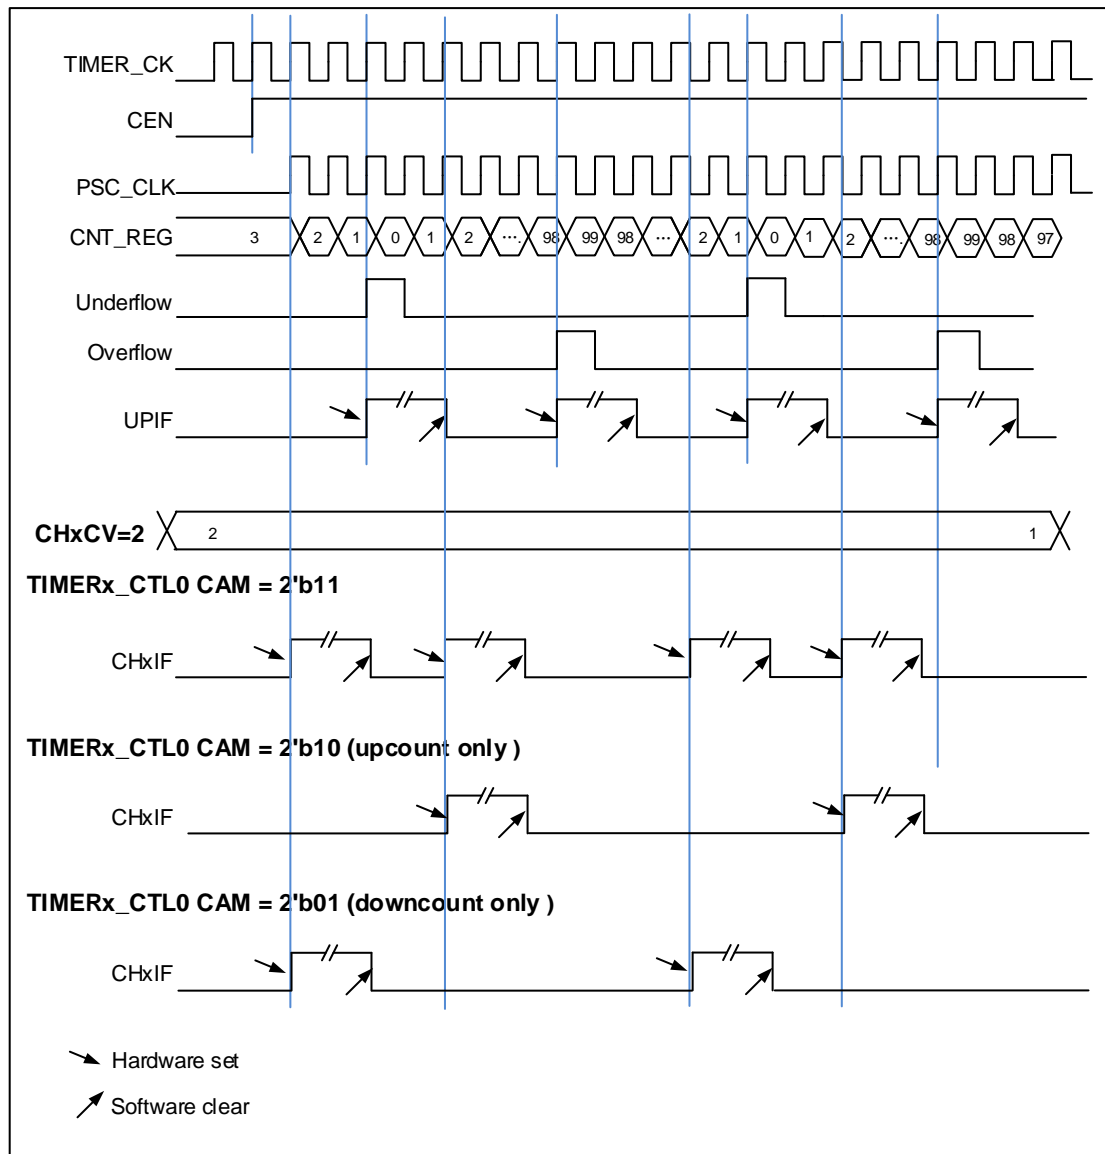 TIMER_CK
CEN
PSC_CLK
CNT_REG 3 2 1 0 1 2 .... 98 99 98 ... 2 1 0 1 2 .... 98 99 98 97
Underflow
Overflow
UPIF
CHxCV=2 2 1
TIMERx_CTL0 CAM = 2'b11
CHxIF
TIMERx_CTL0 CAM = 2'b10 (upcount only )
CHxIF
TIMERx_CTL0 CAM = 2'b01 (downcount only )
CHxIF
Hardware set
Software clear